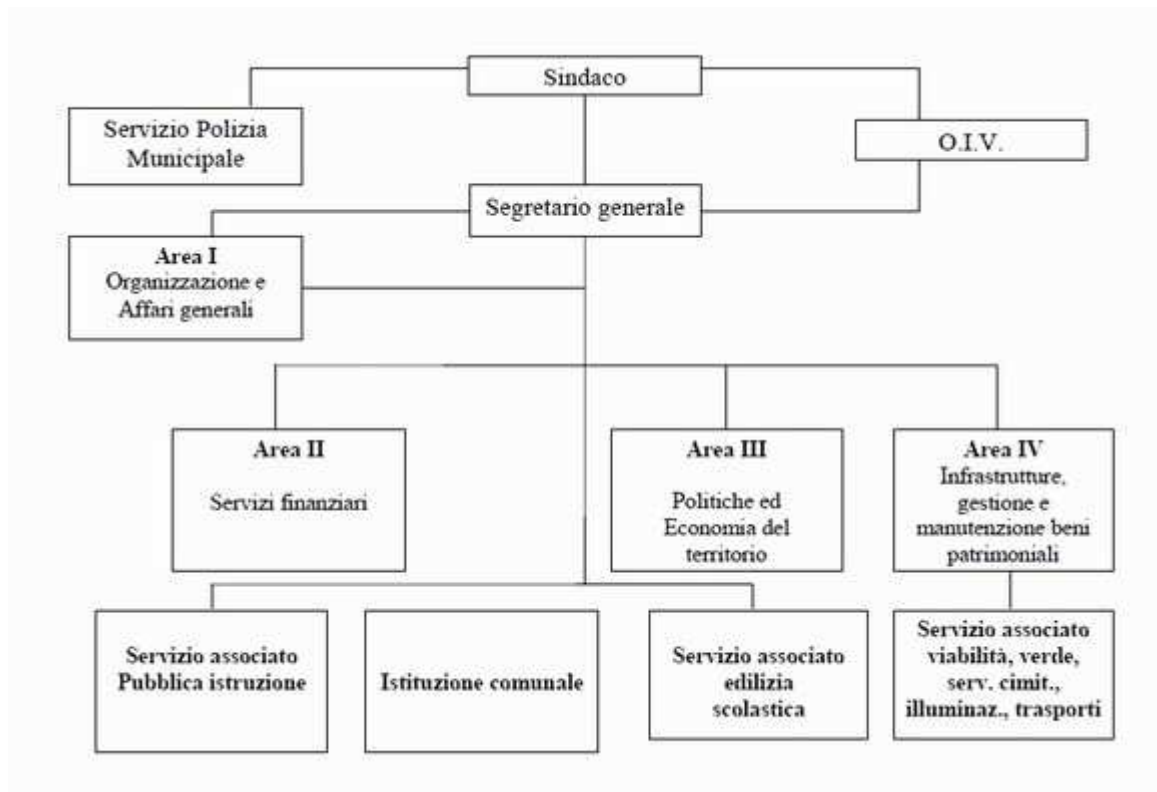 Sindaco
Servizio Polizia
Municipale
O.I.V.
Segretario generale
Area I
Organizzazione e
Affari generali
Area II
Servizi finanziari
Area III
Politiche ed
Economia del
territorio
Area IV
Infrastrutture,
gestione e
manutenzione beni
patrimoniali
Servizio associato
Pubblica istruzione
Istituzione comunale
Servizio associato
edilizia
scolastica
Servizio associato
viabilità, verde,
serv. cimit.,
illuminaz., trasporti